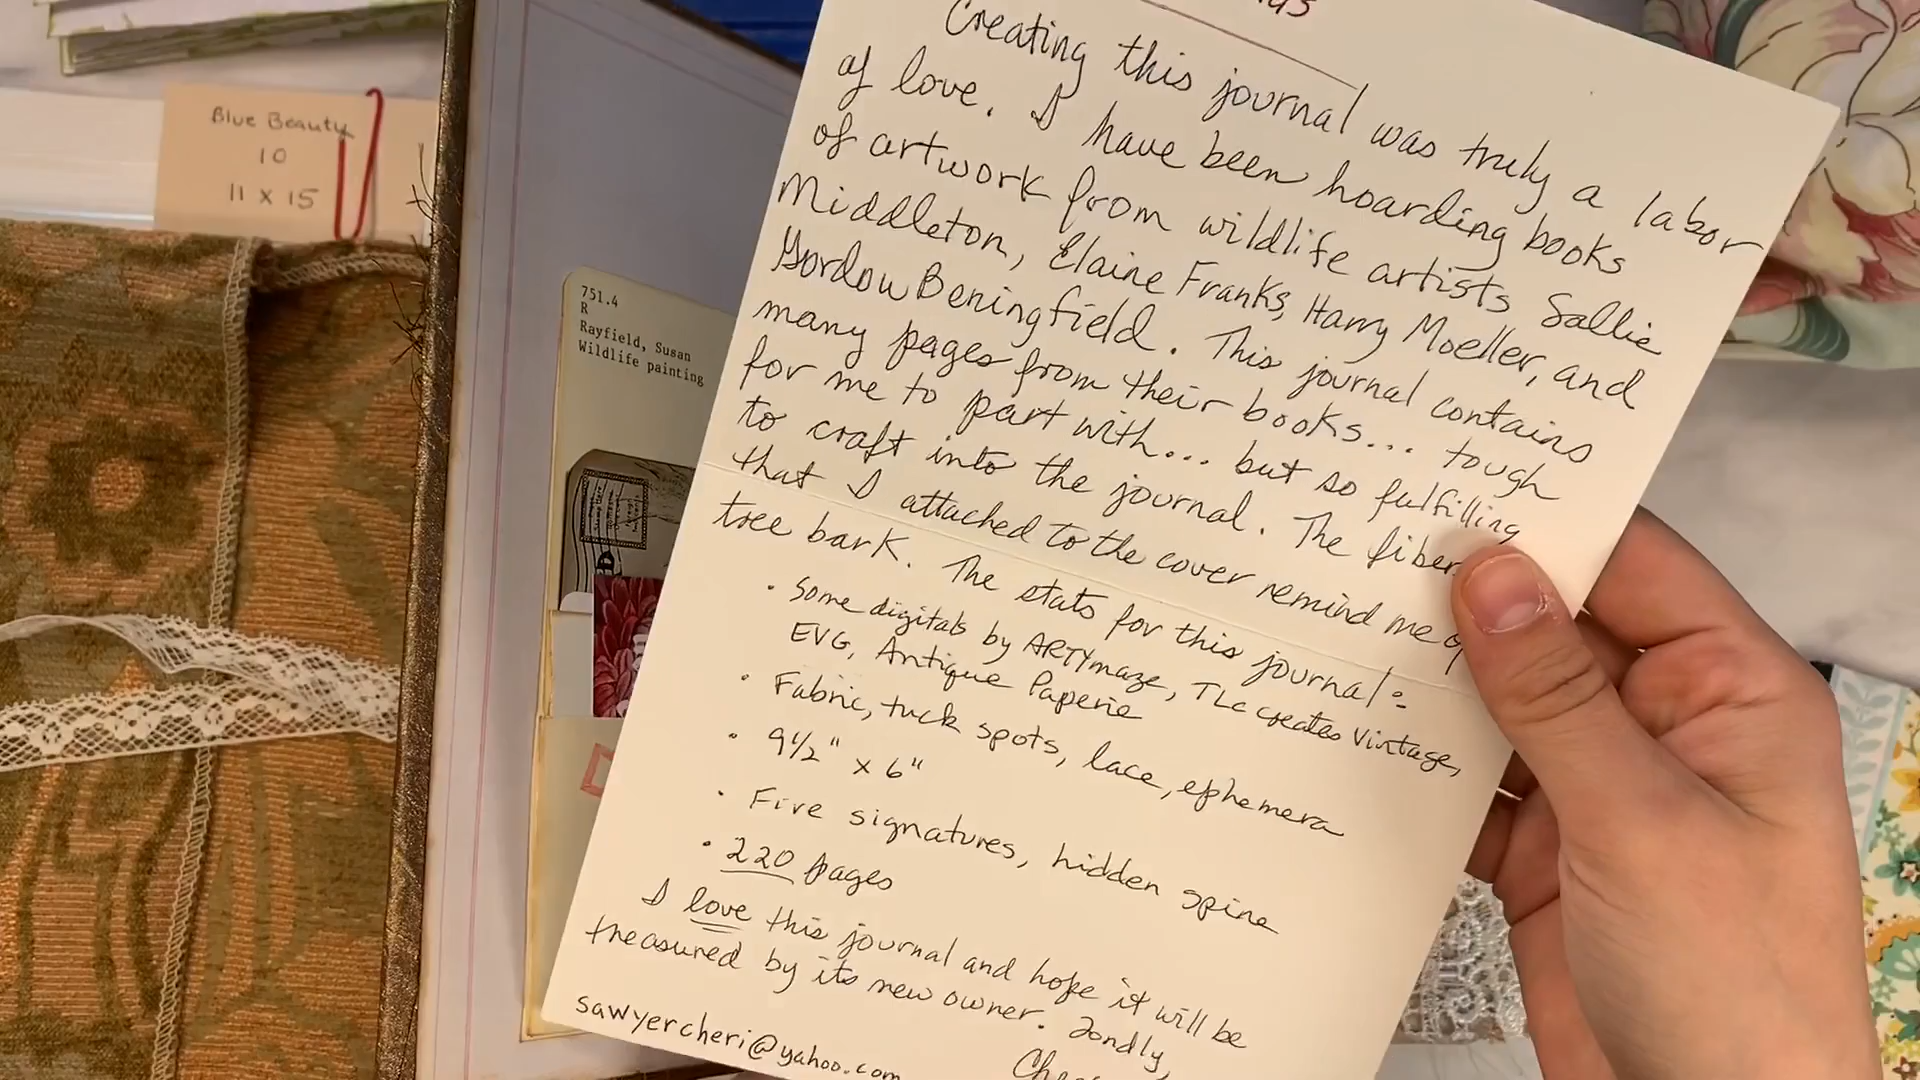 Blue Beauty
10
11 x 15
751.4
R
Rayfield, Susan
Wildlife painting
Creating this journal was truly a labor
of love. I have been hoarding books
of artwork from wildlife artists Sallie
Middleton, Elaine Franks, Harry Moeller, and
Gordon Beningfield. This journal contains
many pages from their books... tough
for me to part with... but so fulfilling
to craft into the journal. The fiber
that I attached to the cover remind me of
tree bark. The stats for this journal:
• Some digitals by ARTYmaze, TLC creates Vintage,
EVG, Antique Paperie
• Fabric, tuck spots, lace, ephemera
• 9 1/2" x 6"
• Five signatures, hidden spine
• 220 pages
I love this journal and hope it will be
treasured by its new owner. Fondly,
sawyercheri@yahoo.com